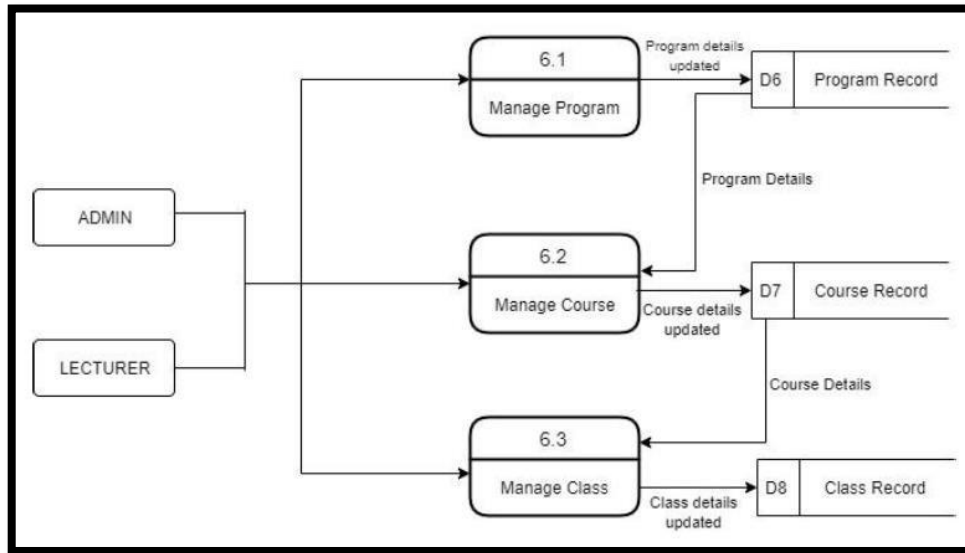 6.1
Manage Program
Program details
updated
D6
Program Record
Program Details
ADMIN
6.2
Manage Course
Course details
updated
D7
Course Record
LECTURER
Course Details
6.3
Manage Class
Class details
updated
D8
Class Record